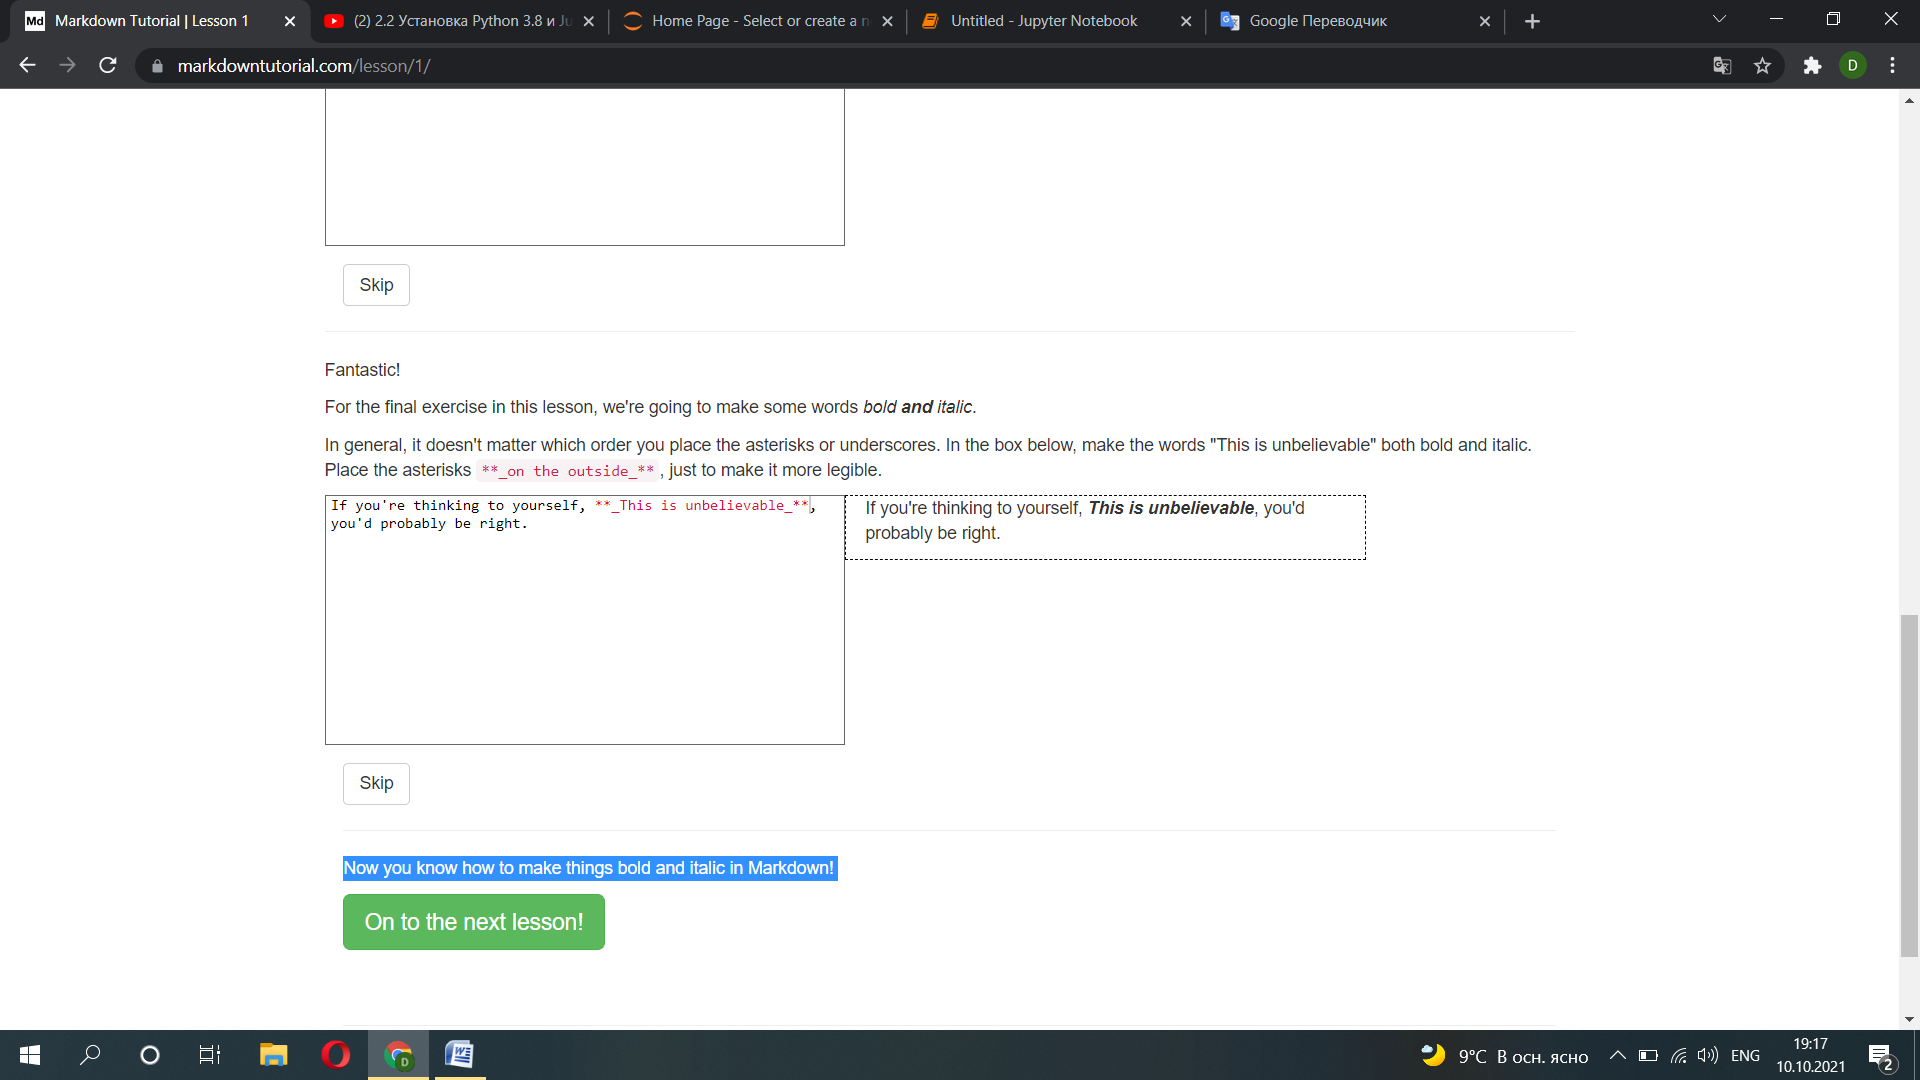 Md Markdown Tutorial | Lesson 1
(2) 2.2 Установка Python 3.8 и Ju
Home Page - Select or create a n
Untitled - Jupyter Notebook
Google Переводчик
markdowntutorial.com/lesson/1/
D
Skip
Fantastic!
For the final exercise in this lesson, we're going to make some words bold and italic.
In general, it doesn't matter which order you place the asterisks or underscores. In the box below, make the words "This is unbelievable" both bold and italic.
Place the asterisks **_on the outside_**, just to make it more legible.
If you're thinking to yourself, **_This is unbelievable_**,
you'd probably be right.
If you're thinking to yourself, This is unbelievable, you'd
probably be right.
Skip
Now you know how to make things bold and italic in Markdown!
On to the next lesson!
9°C В осн. ясно
ENG
19:17
10.10.2021
2